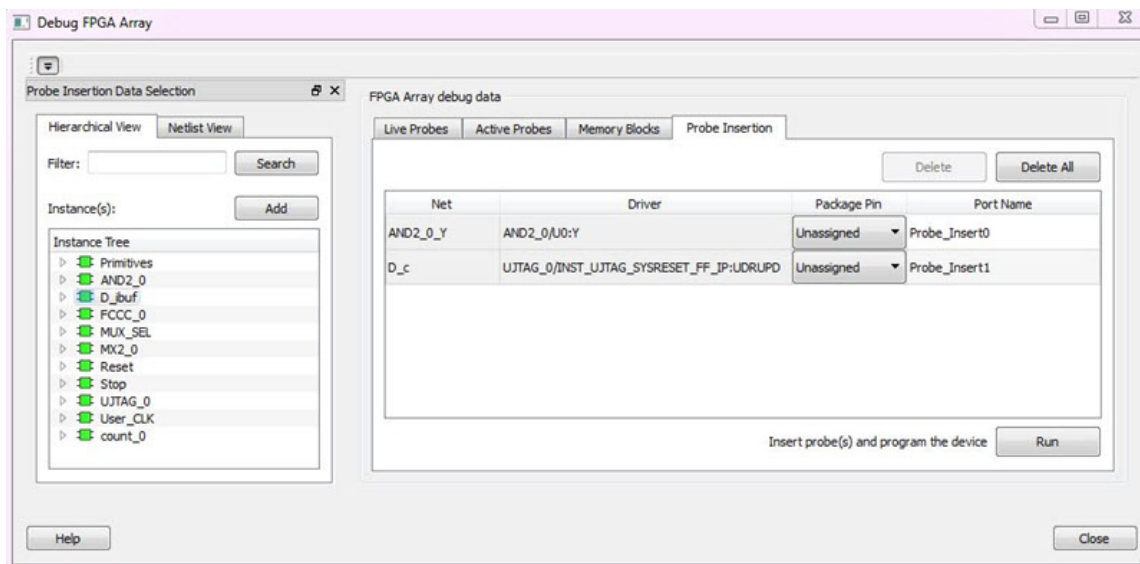 Debug FPGA Array
Probe Insertion Data Selection
Hierarchical View Netlist View
Filter: Search
Instance(s): Add
Instance Tree
Primitives
AND2_0
D_ibuf
FCCC_0
MUX_SEL
MX2_0
Reset
Stop
UJTAG_0
User_CLK
count_0
FPGA Array debug data
Live Probes Active Probes Memory Blocks Probe Insertion
Delete Delete All
Net Driver Package Pin Port Name
AND2_0_Y AND2_0/U0:Y Unassigned Probe_Insert0
D_c UJTAG_0/INST_UJTAG_SYSRESET_FF_IP:UDRUPD Unassigned Probe_Insert1
Insert probe(s) and program the device Run
Help Close